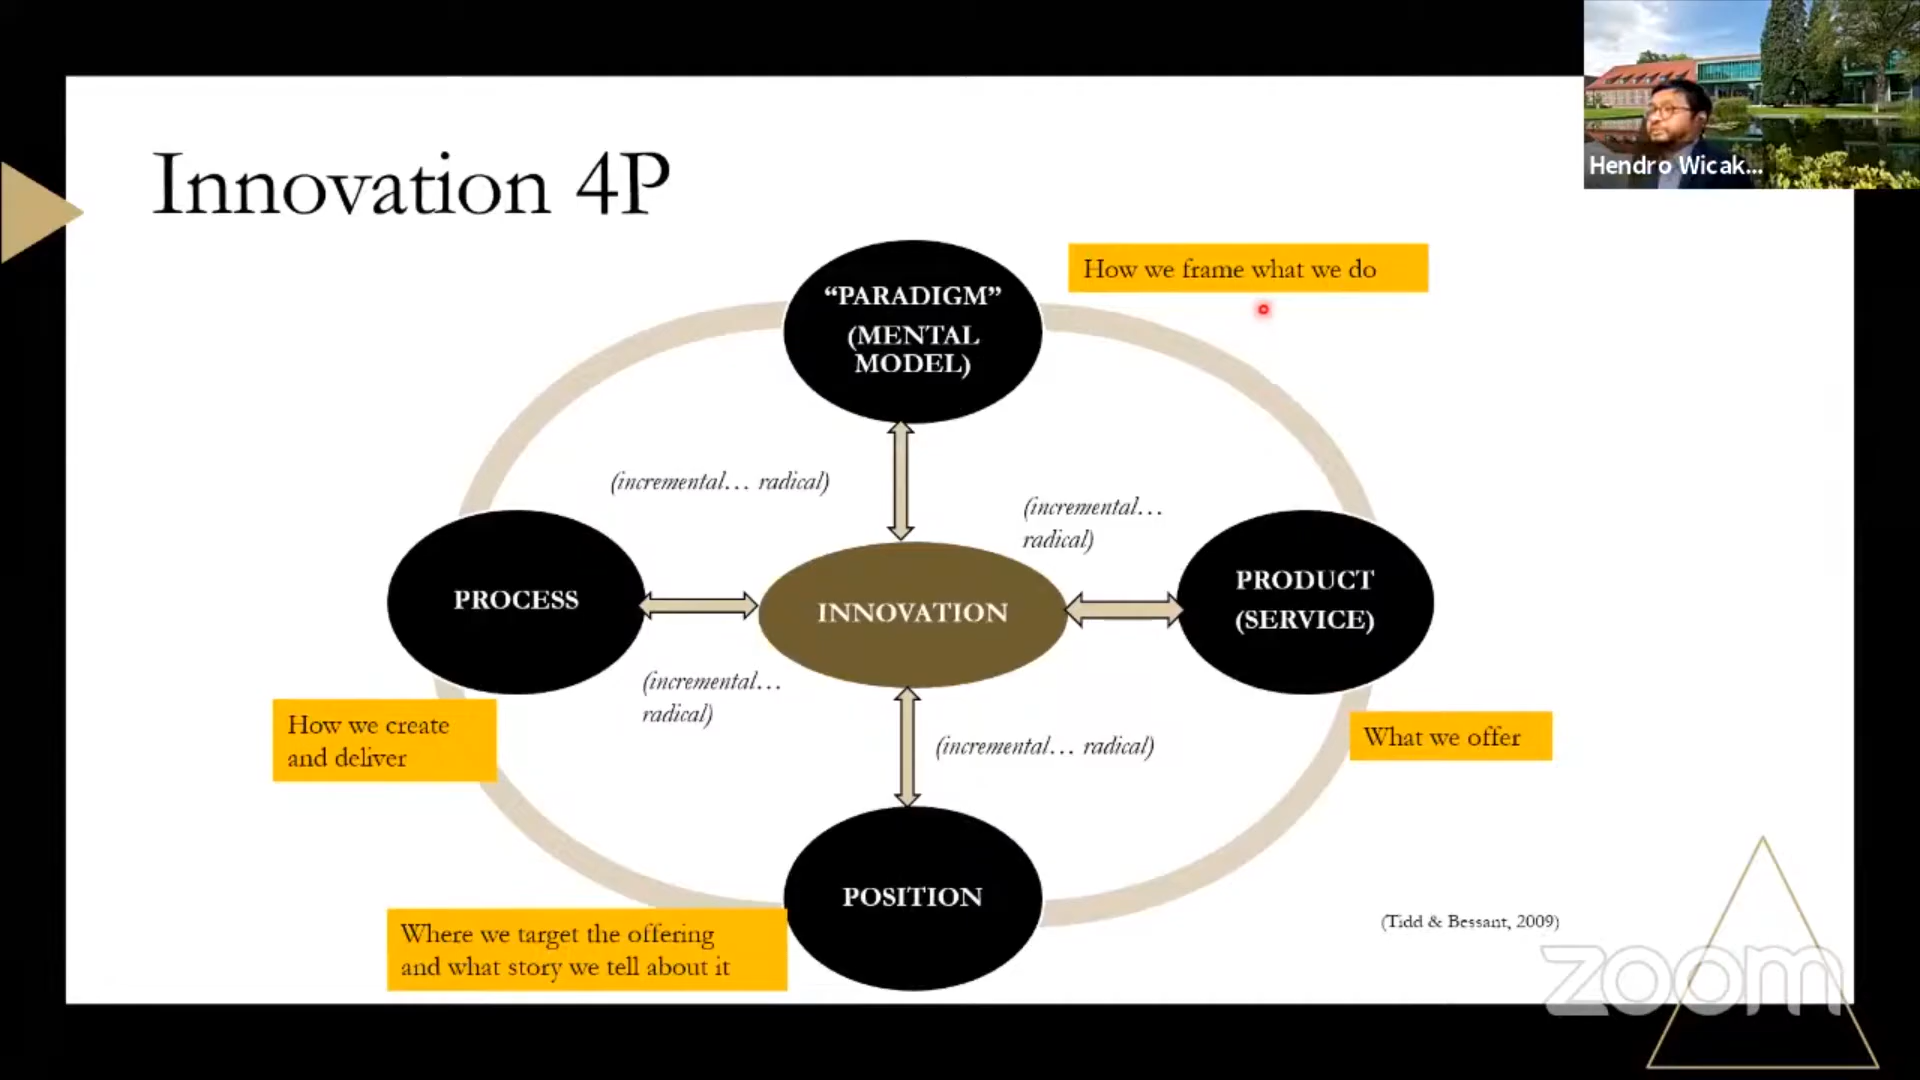 Hendro Wicak...
Innovation 4P
How we frame what we do
“PARADIGM”
(MENTAL
MODEL)
(incremental… radical)
(incremental…
radical)
PROCESS
INNOVATION
PRODUCT
(SERVICE)
(incremental…
radical)
How we create
and deliver
(incremental… radical)
What we offer
POSITION
Where we target the offering
and what story we tell about it
(Tidd & Bessant, 2009)
zoom